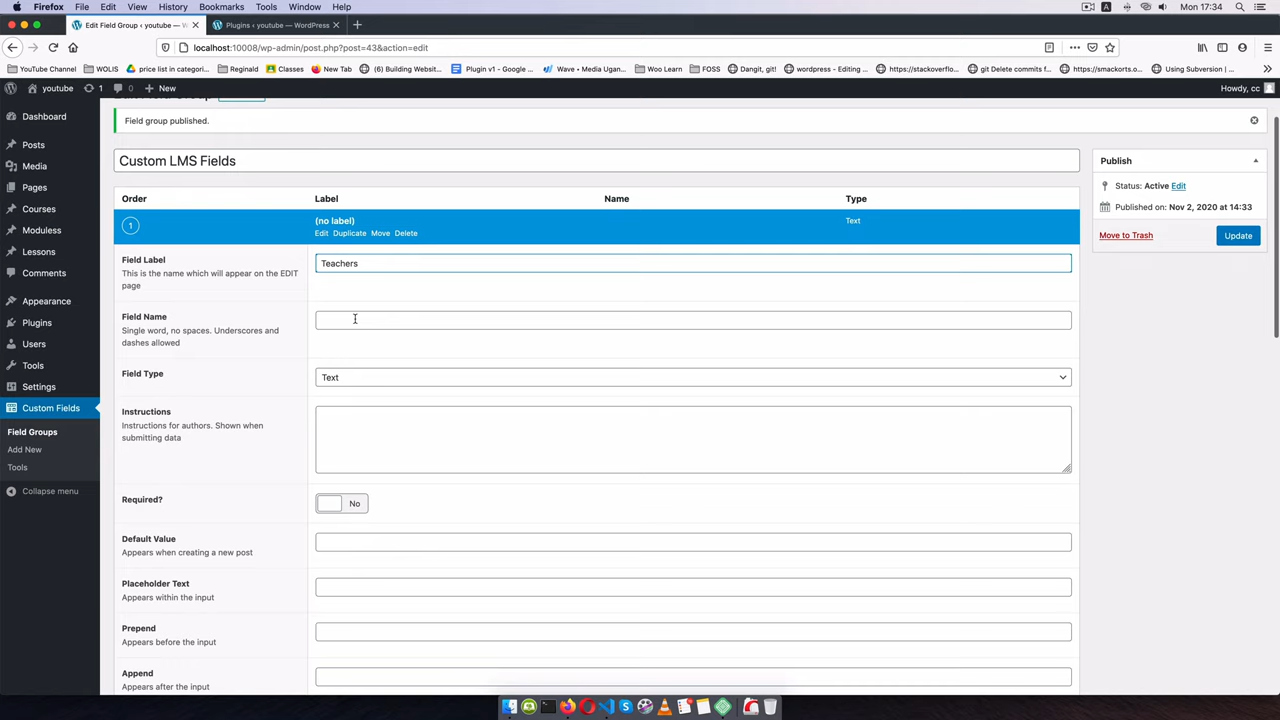 Firefox File Edit View History Bookmarks Tools Window Help
A Mon 17:34
Edit Field Group ‹ youtube — W
Plugins ‹ youtube — WordPress
localhost:10008/wp-admin/post.php?post=43&action=edit
YouTube Channel WOLIS price list in categori... Reginald Classes New Tab (6) Building Websit... Plugin v1 - Google ... Wave • Media Ugan... Woo Learn FOSS Dangit, git! wordpress - Editing ... https://stackoverflo... git Delete commits f... https://smackorts.o... Using Subversion | ...
youtube 1 0 New
Howdy, cc
Dashboard
Posts
Media
Pages
Courses
Moduless
Lessons
Comments
Appearance
Plugins
Users
Tools
Settings
Custom Fields
Field Groups
Add New
Tools
Collapse menu
Field group published.
Custom LMS Fields
Order Label Name Type
1 (no label) Text
Edit Duplicate Move Delete
Field Label
This is the name which will appear on the EDIT
page
Teachers
Field Name
Single word, no spaces. Underscores and
dashes allowed
Field Type
Text
Instructions
Instructions for authors. Shown when
submitting data
Required?
No
Default Value
Appears when creating a new post
Placeholder Text
Appears within the input
Prepend
Appears before the input
Append
Appears after the input
Publish
Status: Active Edit
Published on: Nov 2, 2020 at 14:33
Move to Trash
Update